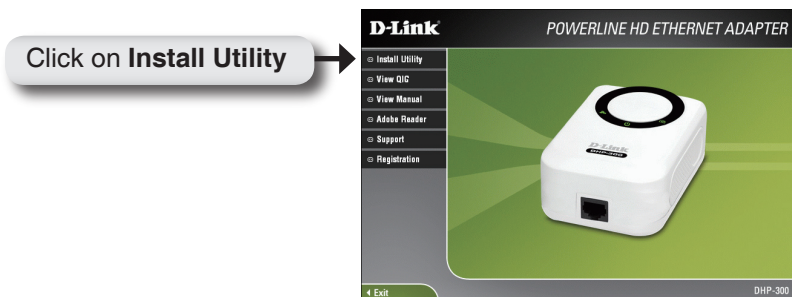 Click on Install Utility
D-Link
POWERLINE HD ETHERNET ADAPTER
Install Utility
View QIG
View Manual
Adobe Reader
Support
Registration
D-Link
DHP-300
Exit
DHP-300